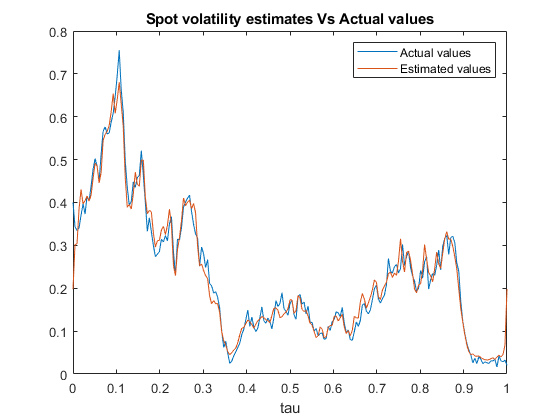 Spot volatility estimates Vs Actual values
Actual values
Estimated values
0.8
0.7
0.6
0.5
0.4
0.3
0.2
0.1
0
0 0.1 0.2 0.3 0.4 0.5 0.6 0.7 0.8 0.9 1
tau